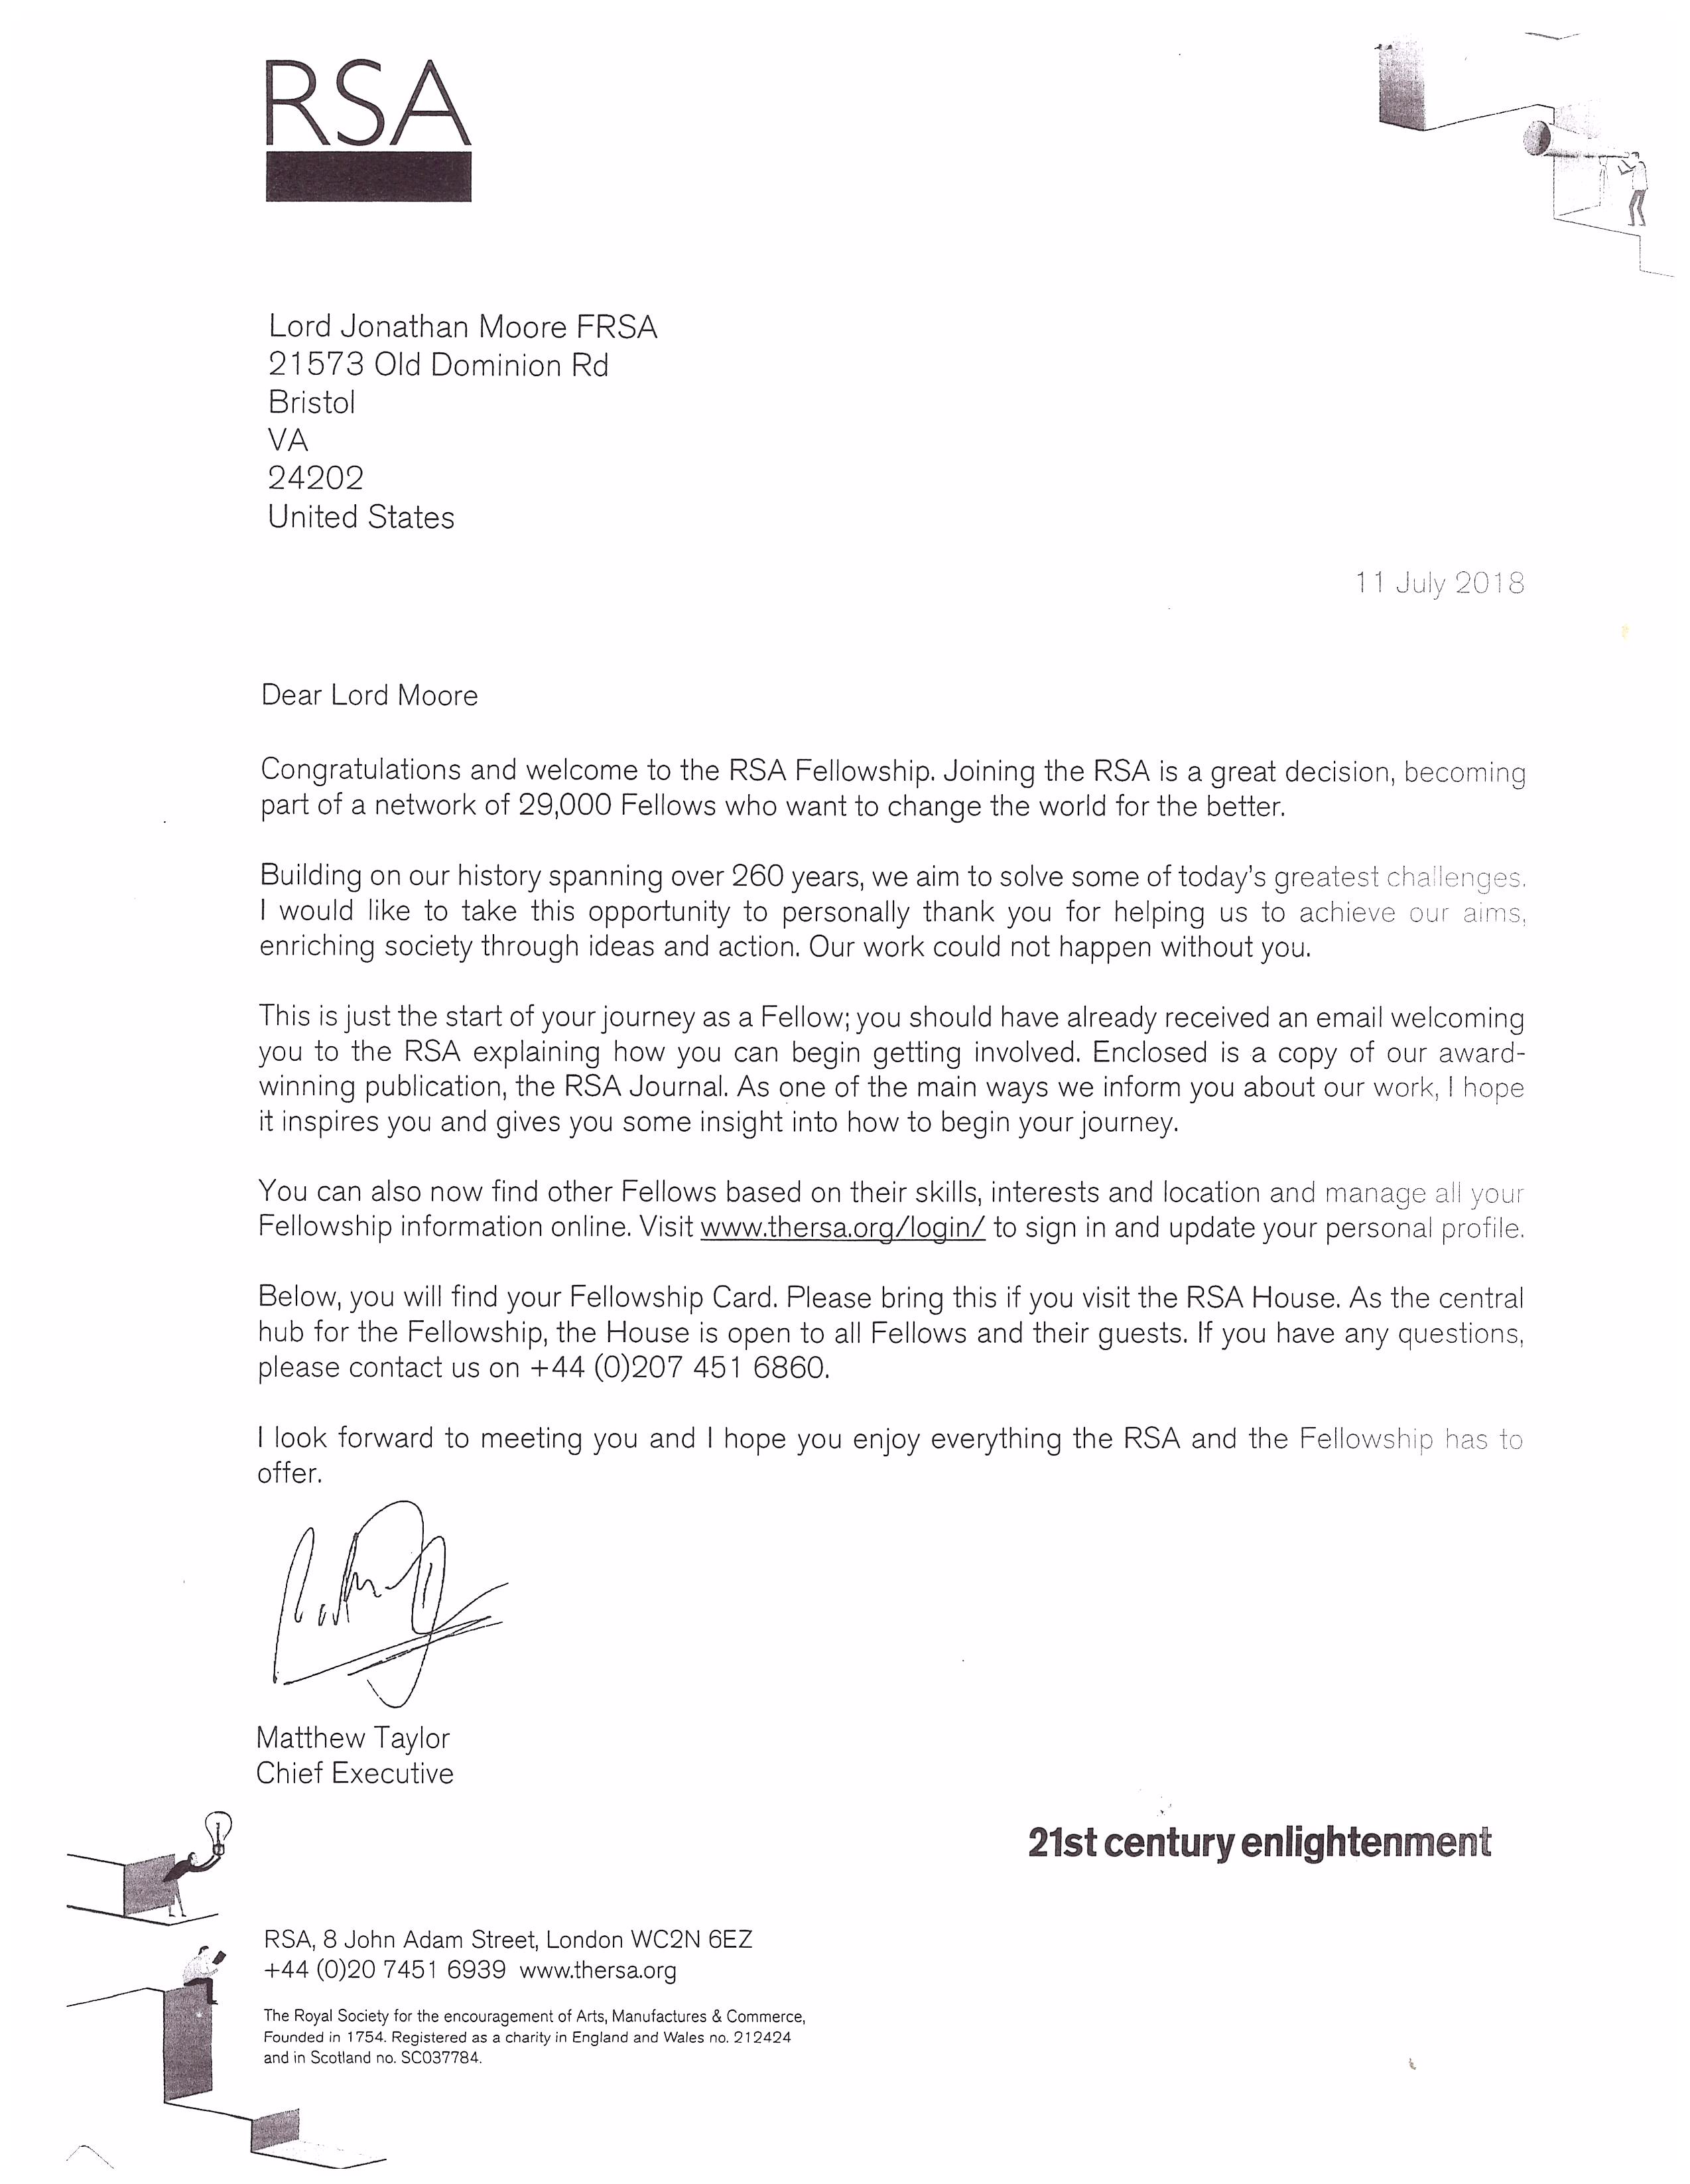 RSA
Lord Jonathan Moore FRSA
21573 Old Dominion Rd
Bristol
VA
24202
United States
11 July 2018
Dear Lord Moore
Congratulations and welcome to the RSA Fellowship. Joining the RSA is a great decision, becoming
part of a network of 29,000 Fellows who want to change the world for the better.
Building on our history spanning over 260 years, we aim to solve some of today's greatest challenges.
I would like to take this opportunity to personally thank you for helping us to achieve our aims,
enriching society through ideas and action. Our work could not happen without you.
This is just the start of your journey as a Fellow; you should have already received an email welcoming
you to the RSA explaining how you can begin getting involved. Enclosed is a copy of our award-
winning publication, the RSA Journal. As one of the main ways we inform you about our work, I hope
it inspires you and gives you some insight into how to begin your journey.
You can also now find other Fellows based on their skills, interests and location and manage all your
Fellowship information online. Visit www.thersa.org/login/ to sign in and update your personal profile.
Below, you will find your Fellowship Card. Please bring this if you visit the RSA House. As the central
hub for the Fellowship, the House is open to all Fellows and their guests. If you have any questions,
please contact us on +44 (0)207 451 6860.
I look forward to meeting you and I hope you enjoy everything the RSA and the Fellowship has to
offer.
Matthew Taylor
Chief Executive
21st century enlightenment
RSA, 8 John Adam Street, London WC2N 6EZ
+44 (0)20 7451 6939 www.thersa.org
The Royal Society for the encouragement of Arts, Manufactures & Commerce,
Founded in 1754. Registered as a charity in England and Wales no. 212424
and in Scotland no. SC037784.